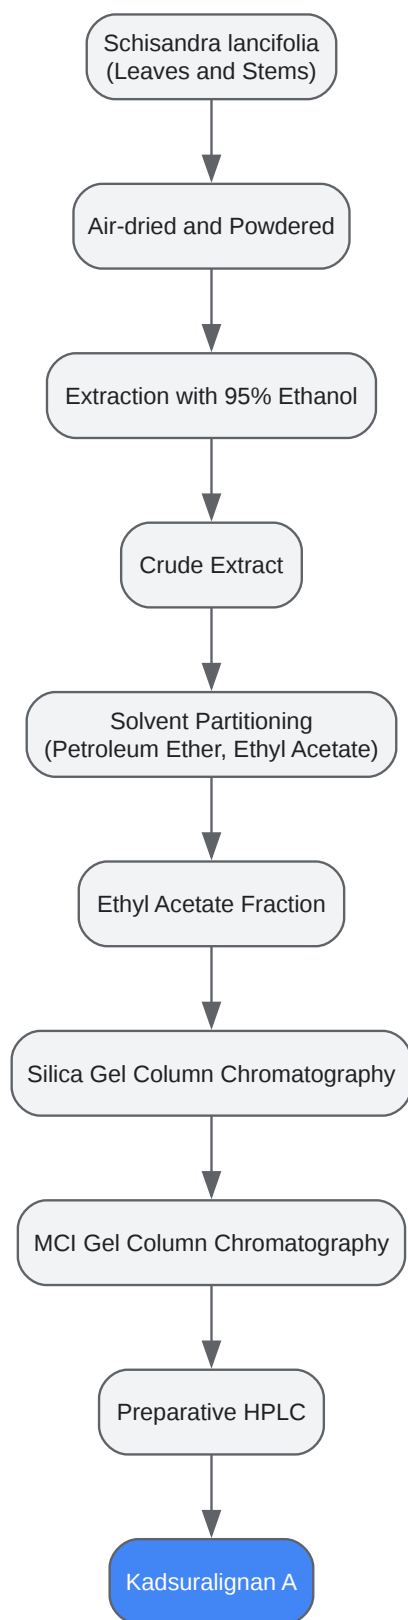 Schisandra lancifolia
(Leaves and Stems)
Air-dried and Powdered
Extraction with 95% Ethanol
Crude Extract
Solvent Partitioning
(Petroleum Ether, Ethyl Acetate)
Ethyl Acetate Fraction
Silica Gel Column Chromatography
MCI Gel Column Chromatography
Preparative HPLC
Kadsuralignan A